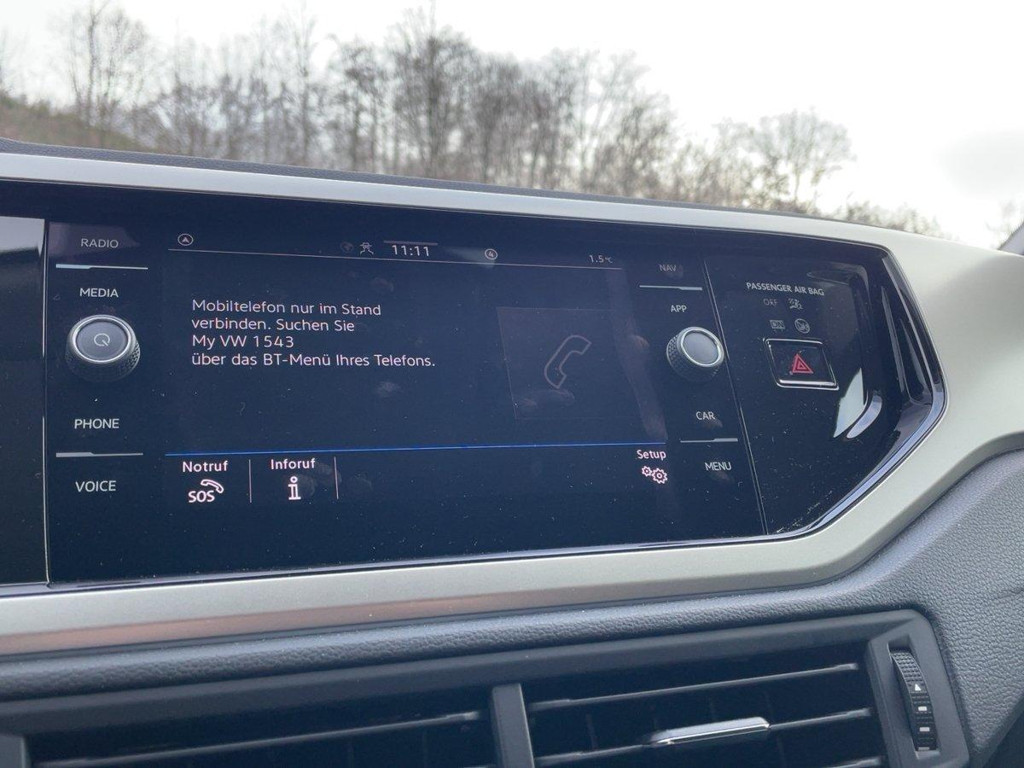 RADIO
MEDIA
PHONE
VOICE
11:11
1.5°C
Mobiltelefon nur im Stand
verbinden. Suchen Sie
My VW 1543
über das BT-Menü Ihres Telefons.
Notruf
SOS
Inforuf
i
Setup
NAV
APP
CAR
MENU
PASSENGER AIR BAG
OFF